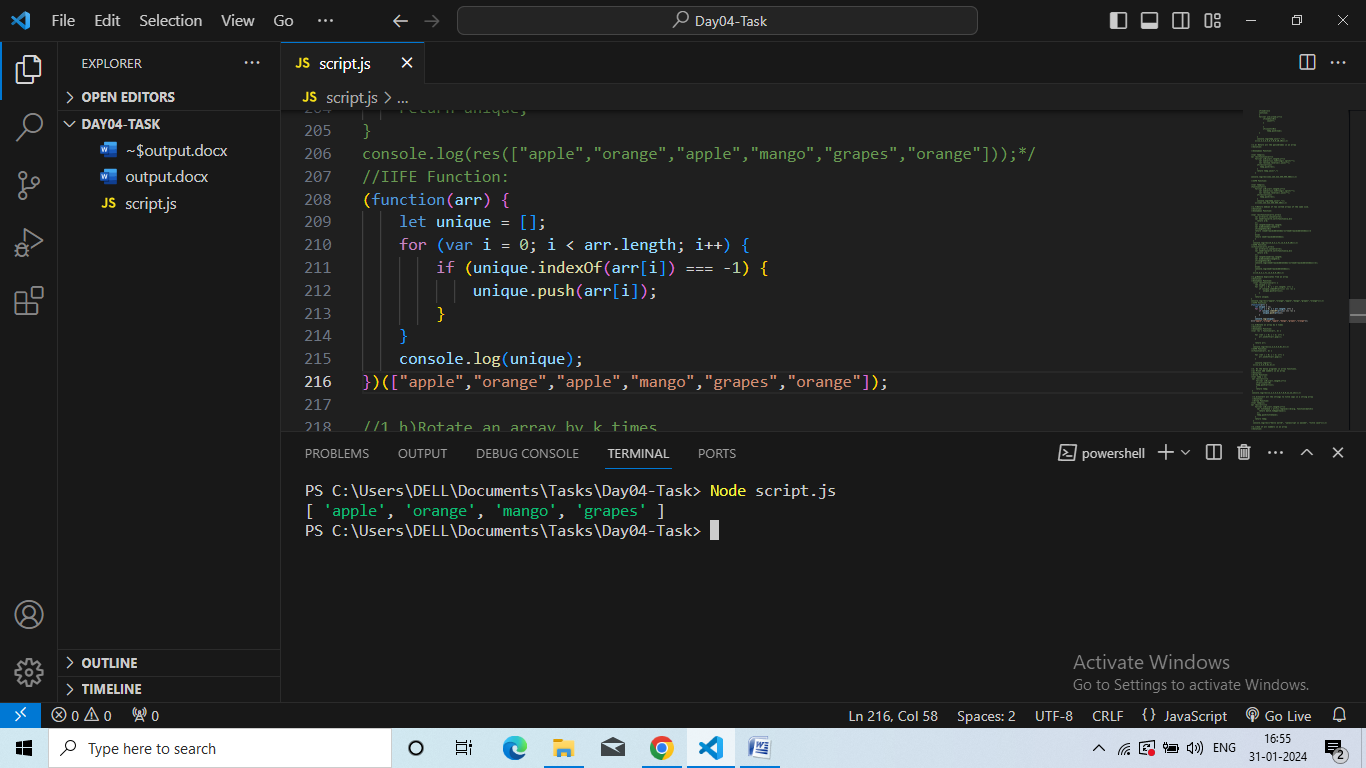 File Edit Selection View Go ··· Day04-Task
EXPLORER ···
OPEN EDITORS
DAY04-TASK
~$output.docx
output.docx
JS script.js
OUTLINE
TIMELINE
JS script.js
JS script.js > ...
204 return unique;
205 }
206 console.log(res(["apple","orange","apple","mango","grapes","orange"]));*/
207 //IIFE Function:
208 (function(arr) {
209 let unique = [];
210 for (var i = 0; i < arr.length; i++) {
211 if (unique.indexOf(arr[i]) === -1) {
212 unique.push(arr[i]);
213 }
214 }
215 console.log(unique);
216 })(["apple","orange","apple","mango","grapes","orange"]);
217
218 //1.h)Rotate an array by k times
PROBLEMS OUTPUT DEBUG CONSOLE TERMINAL PORTS powershell
PS C:\Users\DELL\Documents\Tasks\Day04-Task> Node script.js
[ 'apple', 'orange', 'mango', 'grapes' ]
PS C:\Users\DELL\Documents\Tasks\Day04-Task>
Activate Windows
Go to Settings to activate Windows.
0 0 0 Ln 216, Col 58 Spaces: 2 UTF-8 CRLF {} JavaScript Go Live
Type here to search ENG 16:55
31-01-2024 2